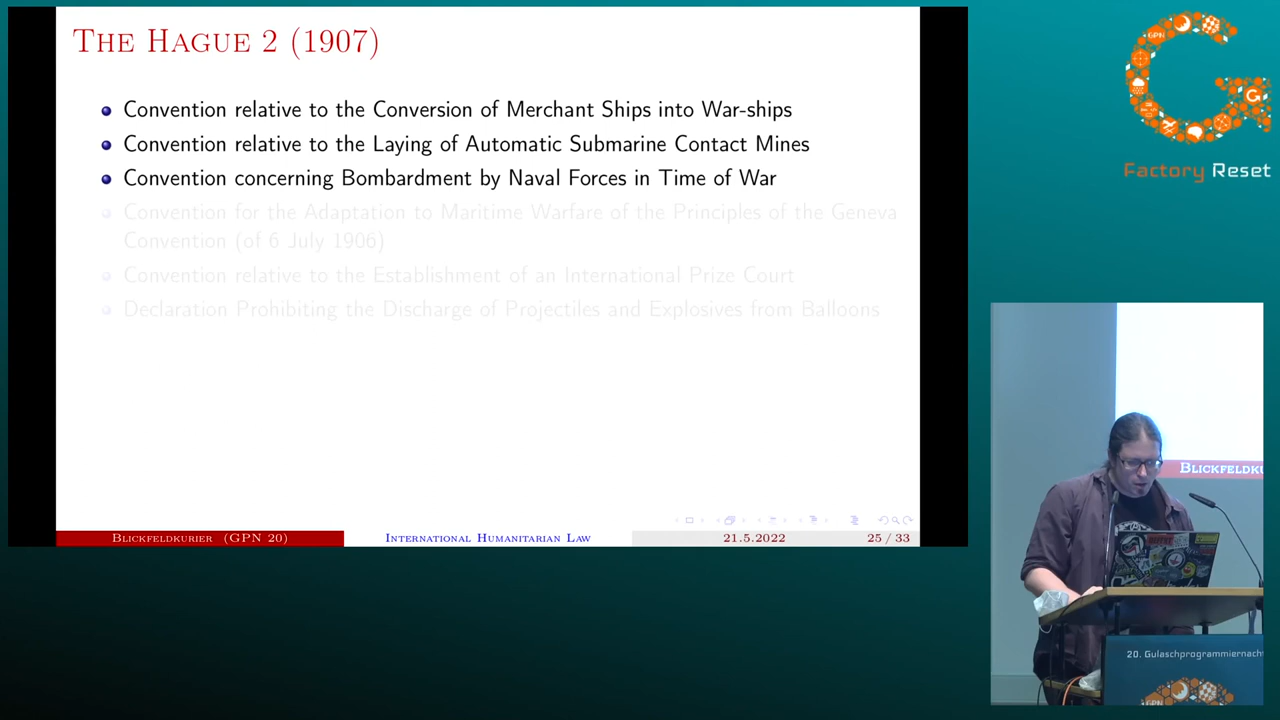 The Hague 2 (1907)
Convention relative to the Conversion of Merchant Ships into War-ships
Convention relative to the Laying of Automatic Submarine Contact Mines
Convention concerning Bombardment by Naval Forces in Time of War
Convention for the Adaptation to Maritime Warfare of the Principles of the Geneva
Convention (of 6 July 1906)
Convention relative to the Establishment of an International Prize Court
Declaration Prohibiting the Discharge of Projectiles and Explosives from Balloons
Blickfeldkurier (GPN 20)
International Humanitarian Law
21.5.2022
25 / 33
GPN
G
Factory Reset
Blickfeldku
20. Gulaschprogrammiernacht